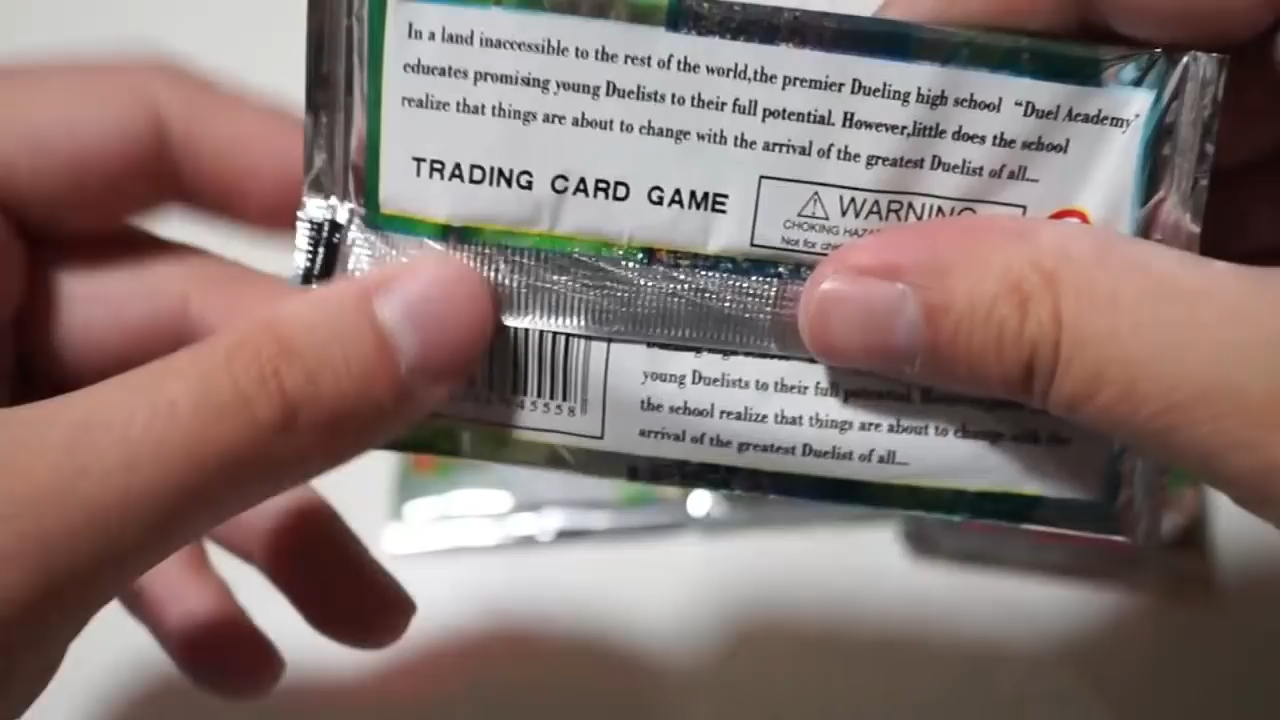 In a land inaccessible to the rest of the world,the premier Dueling high school “Duel Academy”
educates promising young Duelists to their full potential. However,little does the school
realize that things are about to change with the arrival of the greatest Duelist of all...
TRADING CARD GAME
WARNING
CHOKING
Not for
45558
young Duelists to their full potential.
the school realize that things are about to change with the
arrival of the greatest Duelist of all...